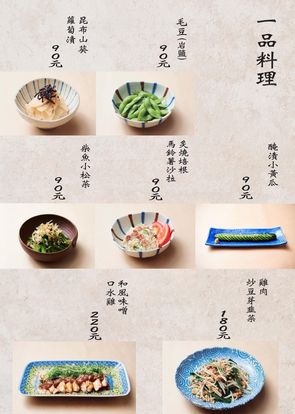 一品料理
毛豆(岩鹽)
90元
昆布山葵
蘿蔔漬
90元
醃漬小黃瓜
90元
炙燒培根
馬鈴薯沙拉
90元
柴魚小松菜
90元
雞肉
炒豆芽韭菜
180元
和風味噌
口水雞
220元